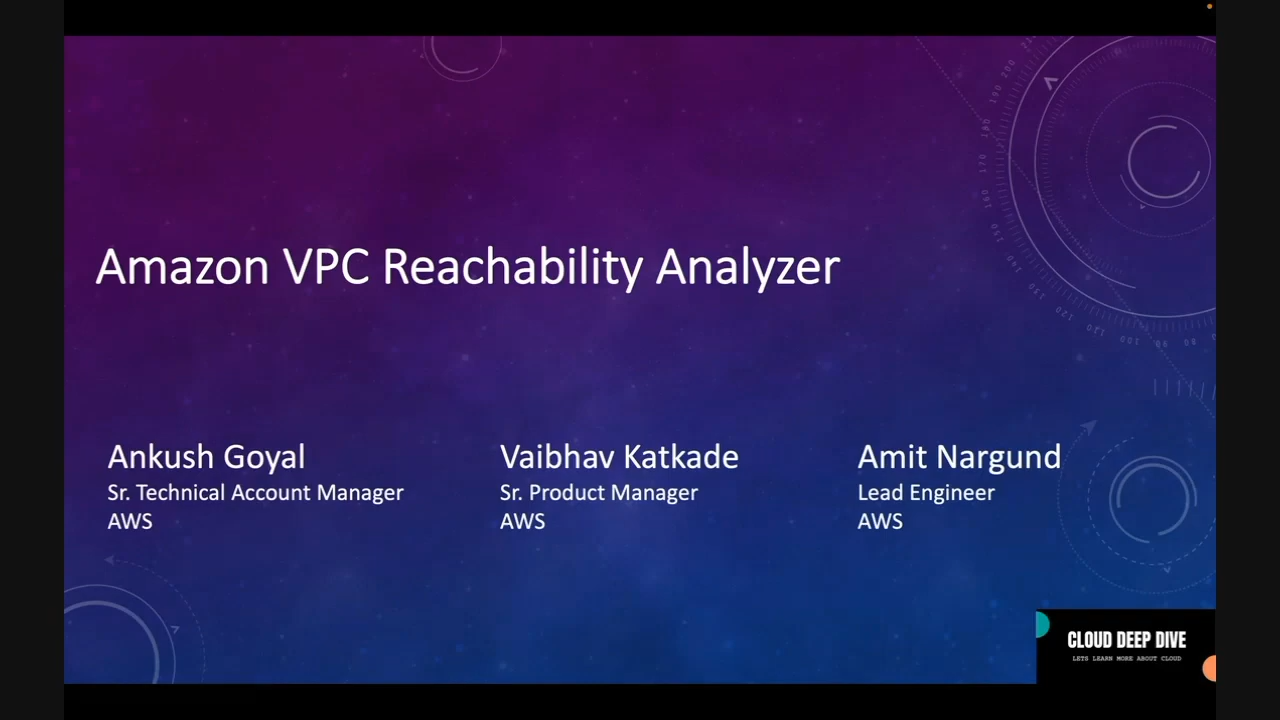 Amazon VPC Reachability Analyzer
Ankush Goyal
Sr. Technical Account Manager
AWS
Vaibhav Katkade
Sr. Product Manager
AWS
Amit Nargund
Lead Engineer
AWS
CLOUD DEEP DIVE
LETS LEARN MORE ABOUT CLOUD